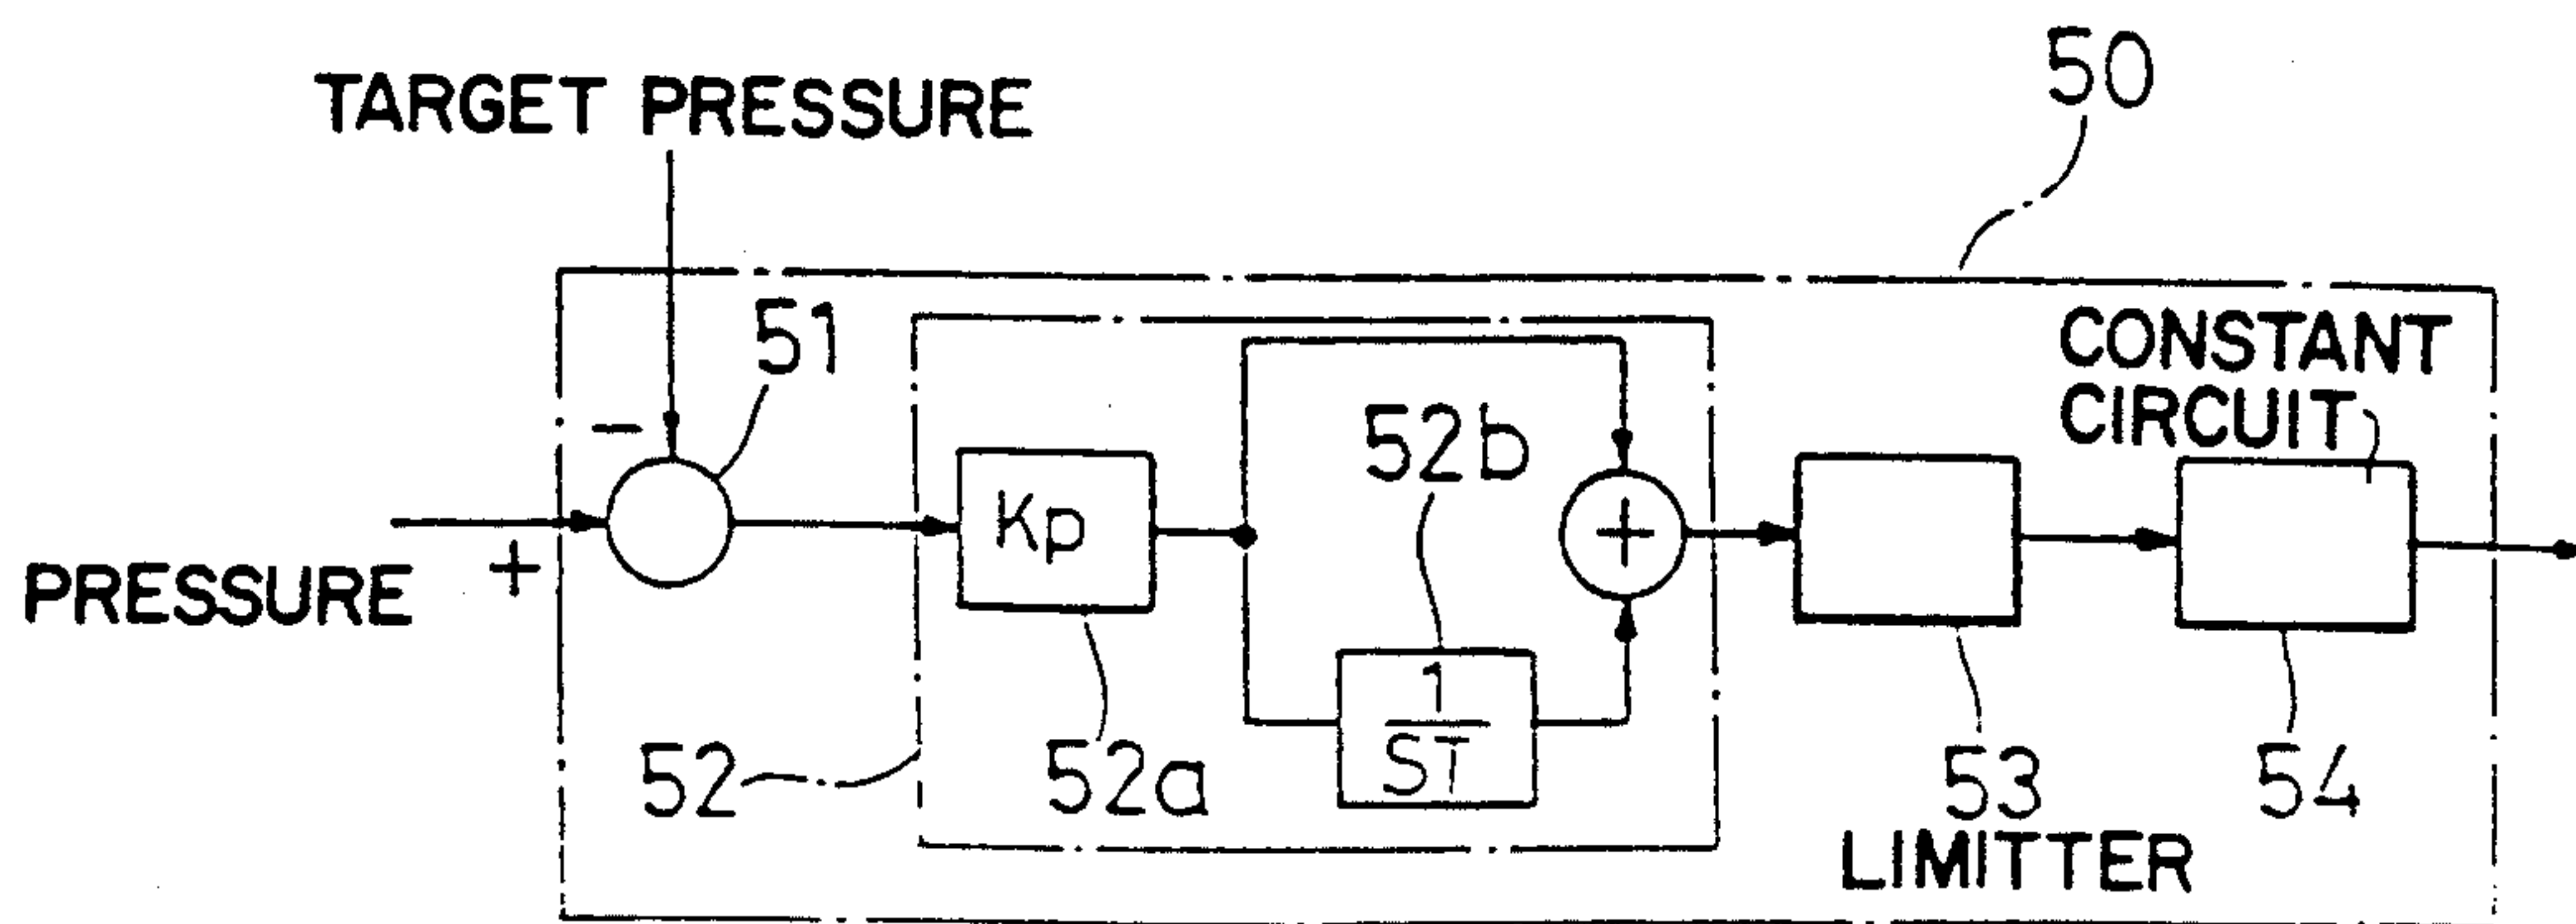 50
TARGET PRESSURE
51
CONSTANT
CIRCUIT
−
52b
Kp
+
PRESSURE
+
1
ST
52
52a
53
54
LIMITTER